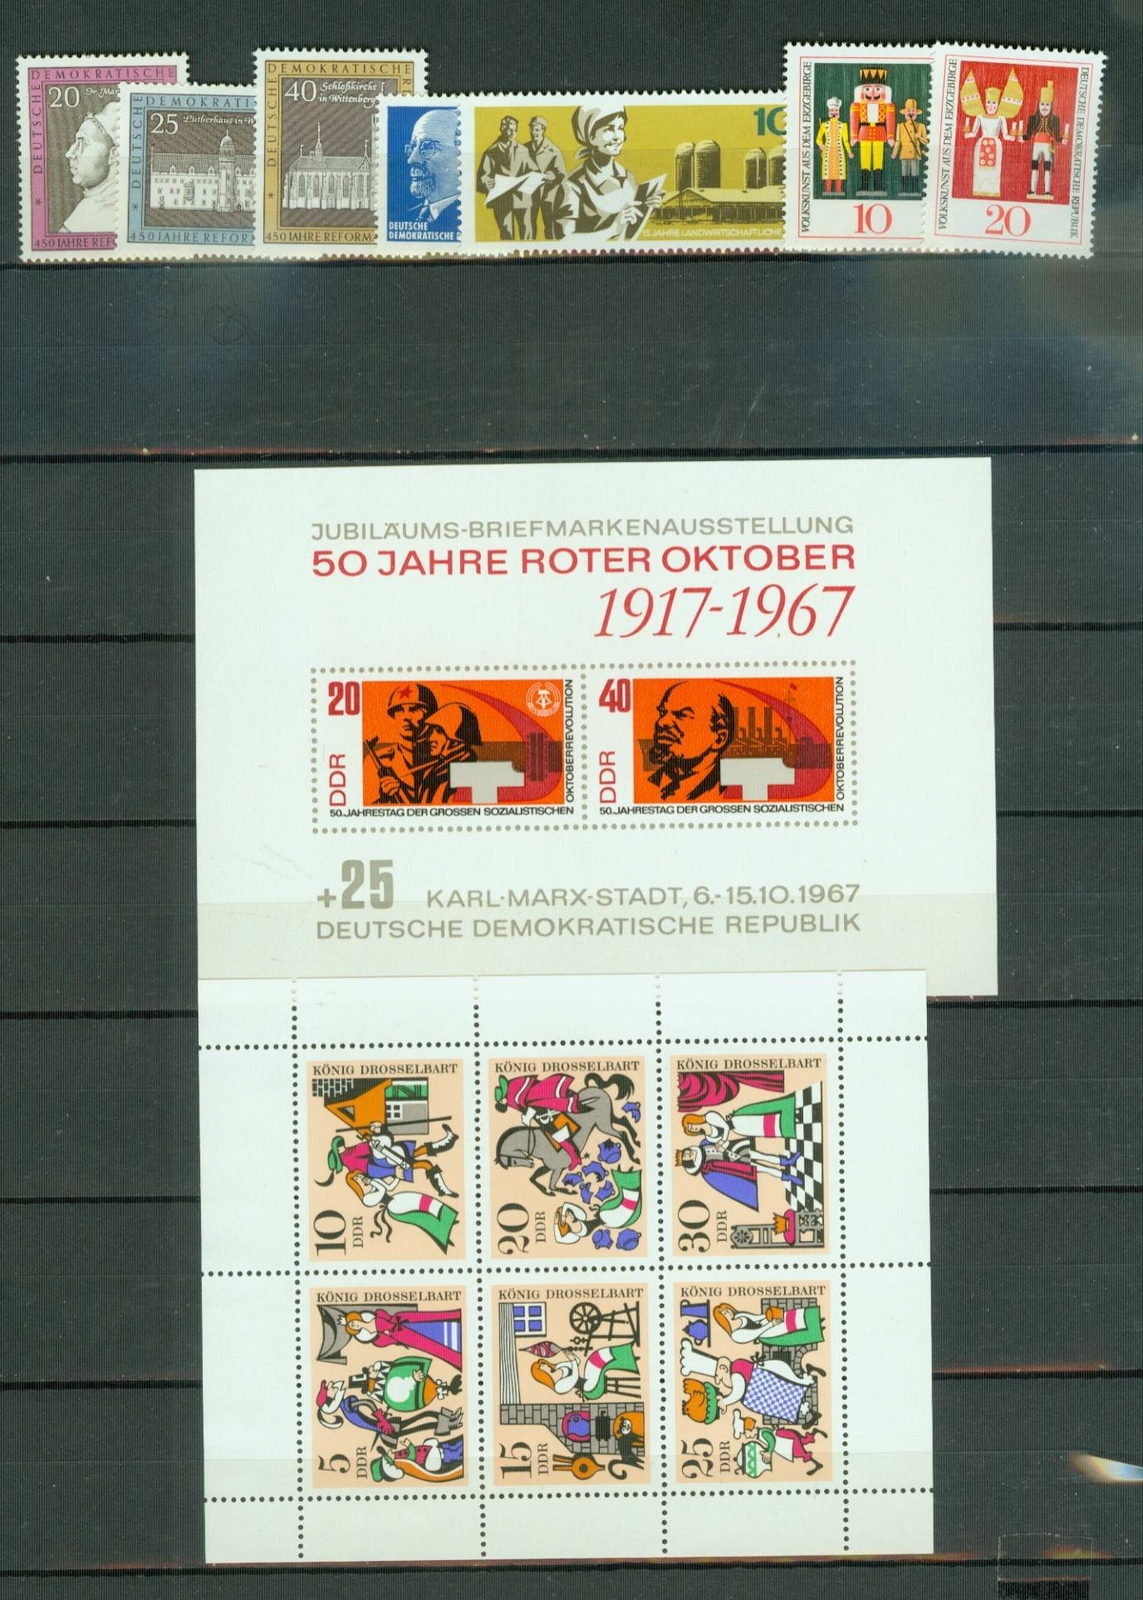 DEMOKRATISCHE
DEUTSCHE
20
450 JAHRE REFOR
DEMOKRATIS
DEUTSCHE
25
Lutherhaus in W
450 JAHRE REFORM
DEMOKRATISCHE
DEUTSCHE
40
Schloßkirche
in Wittenberg
450 JAHRE REFORMA
DEUTSCHE
DEMOKRATISCHE
10
15 JAHRE LANDWIRTSCHAFTLICHE
VOLKSKUNST AUS DEM ERZGEBIRGE
10
VOLKSKUNST AUS DEM ERZGEBIRGE
20
DEUTSCHE DEMOKRATISCHE REPUBLIK
JUBILÄUMS-BRIEFMARKENAUSSTELLUNG
50 JAHRE ROTER OKTOBER
1917-1967
20
DDR
50. JAHRESTAG DER GROSSEN SOZIALISTISCHEN
OKTOBERREVOLUTION
40
DDR
50. JAHRESTAG DER GROSSEN SOZIALISTISCHEN
OKTOBERREVOLUTION
+25 KARL-MARX-STADT, 6.-15.10.1967
DEUTSCHE DEMOKRATISCHE REPUBLIK
KÖNIG DROSSELBART
10
DDR
KÖNIG DROSSELBART
20
DDR
KÖNIG DROSSELBART
30
DDR
KÖNIG DROSSELBART
5
DDR
KÖNIG DROSSELBART
15
DDR
KÖNIG DROSSELBART
25
DDR